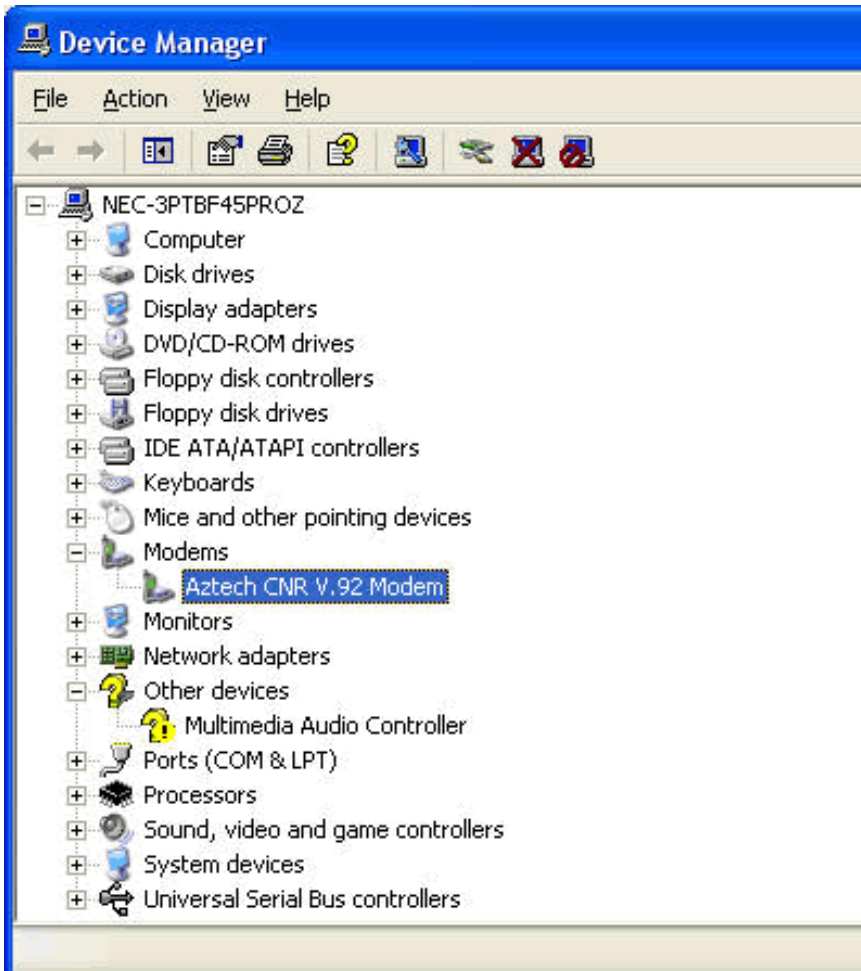 Device Manager
File Action View Help
NEC-3PTBF45PROZ
Computer
Disk drives
Display adapters
DVD/CD-ROM drives
Floppy disk controllers
Floppy disk drives
IDE ATA/ATAPI controllers
Keyboards
Mice and other pointing devices
Modems
Aztech CNR V.92 Modem
Monitors
Network adapters
Other devices
Multimedia Audio Controller
Ports (COM & LPT)
Processors
Sound, video and game controllers
System devices
Universal Serial Bus controllers